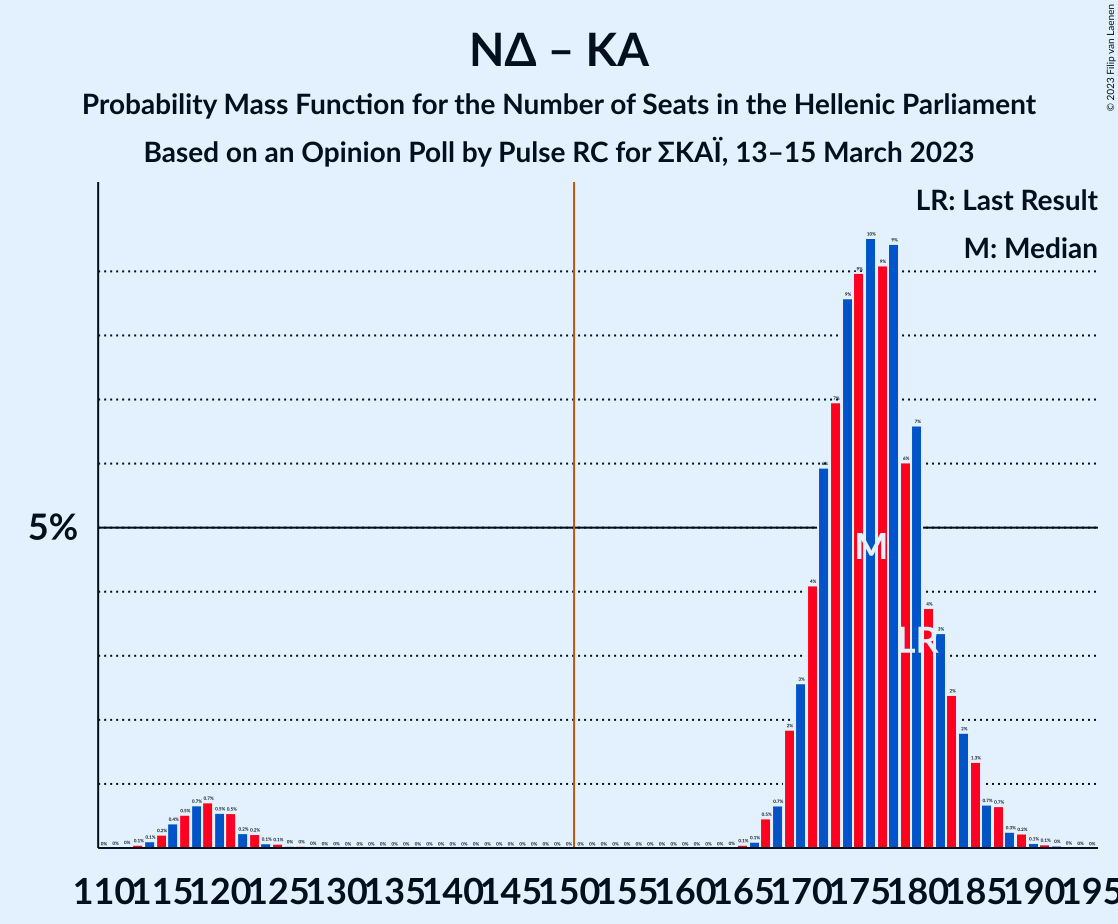 ΝΔ – ΚΑ
Probability Mass Function for the Number of Seats in the Hellenic Parliament
Based on an Opinion Poll by Pulse RC for ΣΚΑΪ, 13–15 March 2023
© 2023 Filip van Laenen
LR: Last Result
M: Median
5%
M
LR
110 115 120 125 130 135 140 145 150 155 160 165 170 175 180 185 190 195